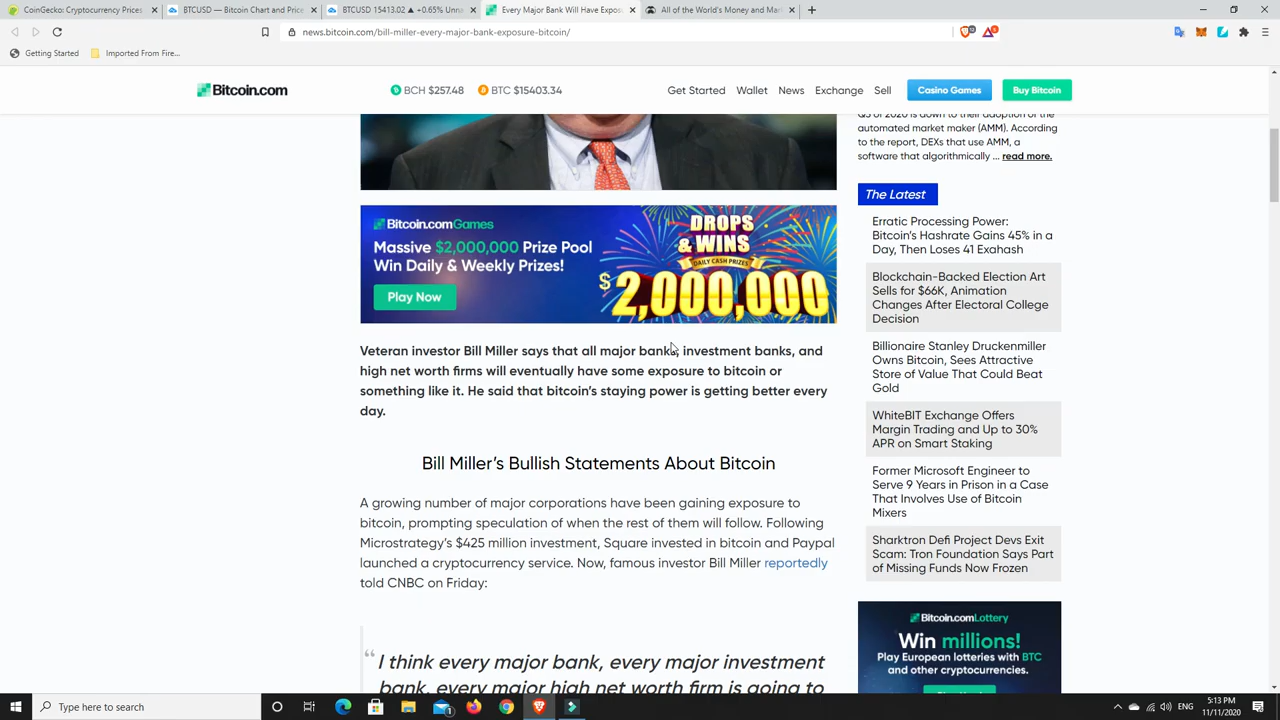 CoinGecko: Cryptocurrency Prices
BTCUSD — Bitcoin Chart and Price
BTCUSD 15413.02 ▲ +0.65% Unna
Every Major Bank Will Have Expos
All of the World's Money and Mar
news.bitcoin.com/bill-miller-every-major-bank-exposure-bitcoin/
Getting Started
Imported From Fire...
Bitcoin.com
BCH $257.48
BTC $15403.34
Get Started
Wallet
News
Exchange
Sell
Casino Games
Buy Bitcoin
Q3 of 2020 is down to their adoption of the
automated market maker (AMM). According
to the report, DEXs that use AMM, a
software that algorithmically ... read more.
Bitcoin.com Games
Massive $2,000,000 Prize Pool
Win Daily & Weekly Prizes!
Play Now
DROPS
& WINS
DAILY CASH PRIZES
$2,000,000
Veteran investor Bill Miller says that all major banks, investment banks, and
high net worth firms will eventually have some exposure to bitcoin or
something like it. He said that bitcoin's staying power is getting better every
day.
Bill Miller's Bullish Statements About Bitcoin
A growing number of major corporations have been gaining exposure to
bitcoin, prompting speculation of when the rest of them will follow. Following
Microstrategy's $425 million investment, Square invested in bitcoin and Paypal
launched a cryptocurrency service. Now, famous investor Bill Miller reportedly
told CNBC on Friday:
I think every major bank, every major investment
bank, every major high net worth firm is going to
The Latest
Erratic Processing Power:
Bitcoin's Hashrate Gains 45% in a
Day, Then Loses 41 Exahash
Blockchain-Backed Election Art
Sells for $66K, Animation
Changes After Electoral College
Decision
Billionaire Stanley Druckenmiller
Owns Bitcoin, Sees Attractive
Store of Value That Could Beat
Gold
WhiteBIT Exchange Offers
Margin Trading and Up to 30%
APR on Smart Staking
Former Microsoft Engineer to
Serve 9 Years in Prison in a Case
That Involves Use of Bitcoin
Mixers
Sharktron Defi Project Devs Exit
Scam: Tron Foundation Says Part
of Missing Funds Now Frozen
Bitcoin.com Lottery
Win millions!
Play European lotteries with BTC
and other cryptocurrencies.
Type here to search
ENG
5:13 PM
11/11/2020